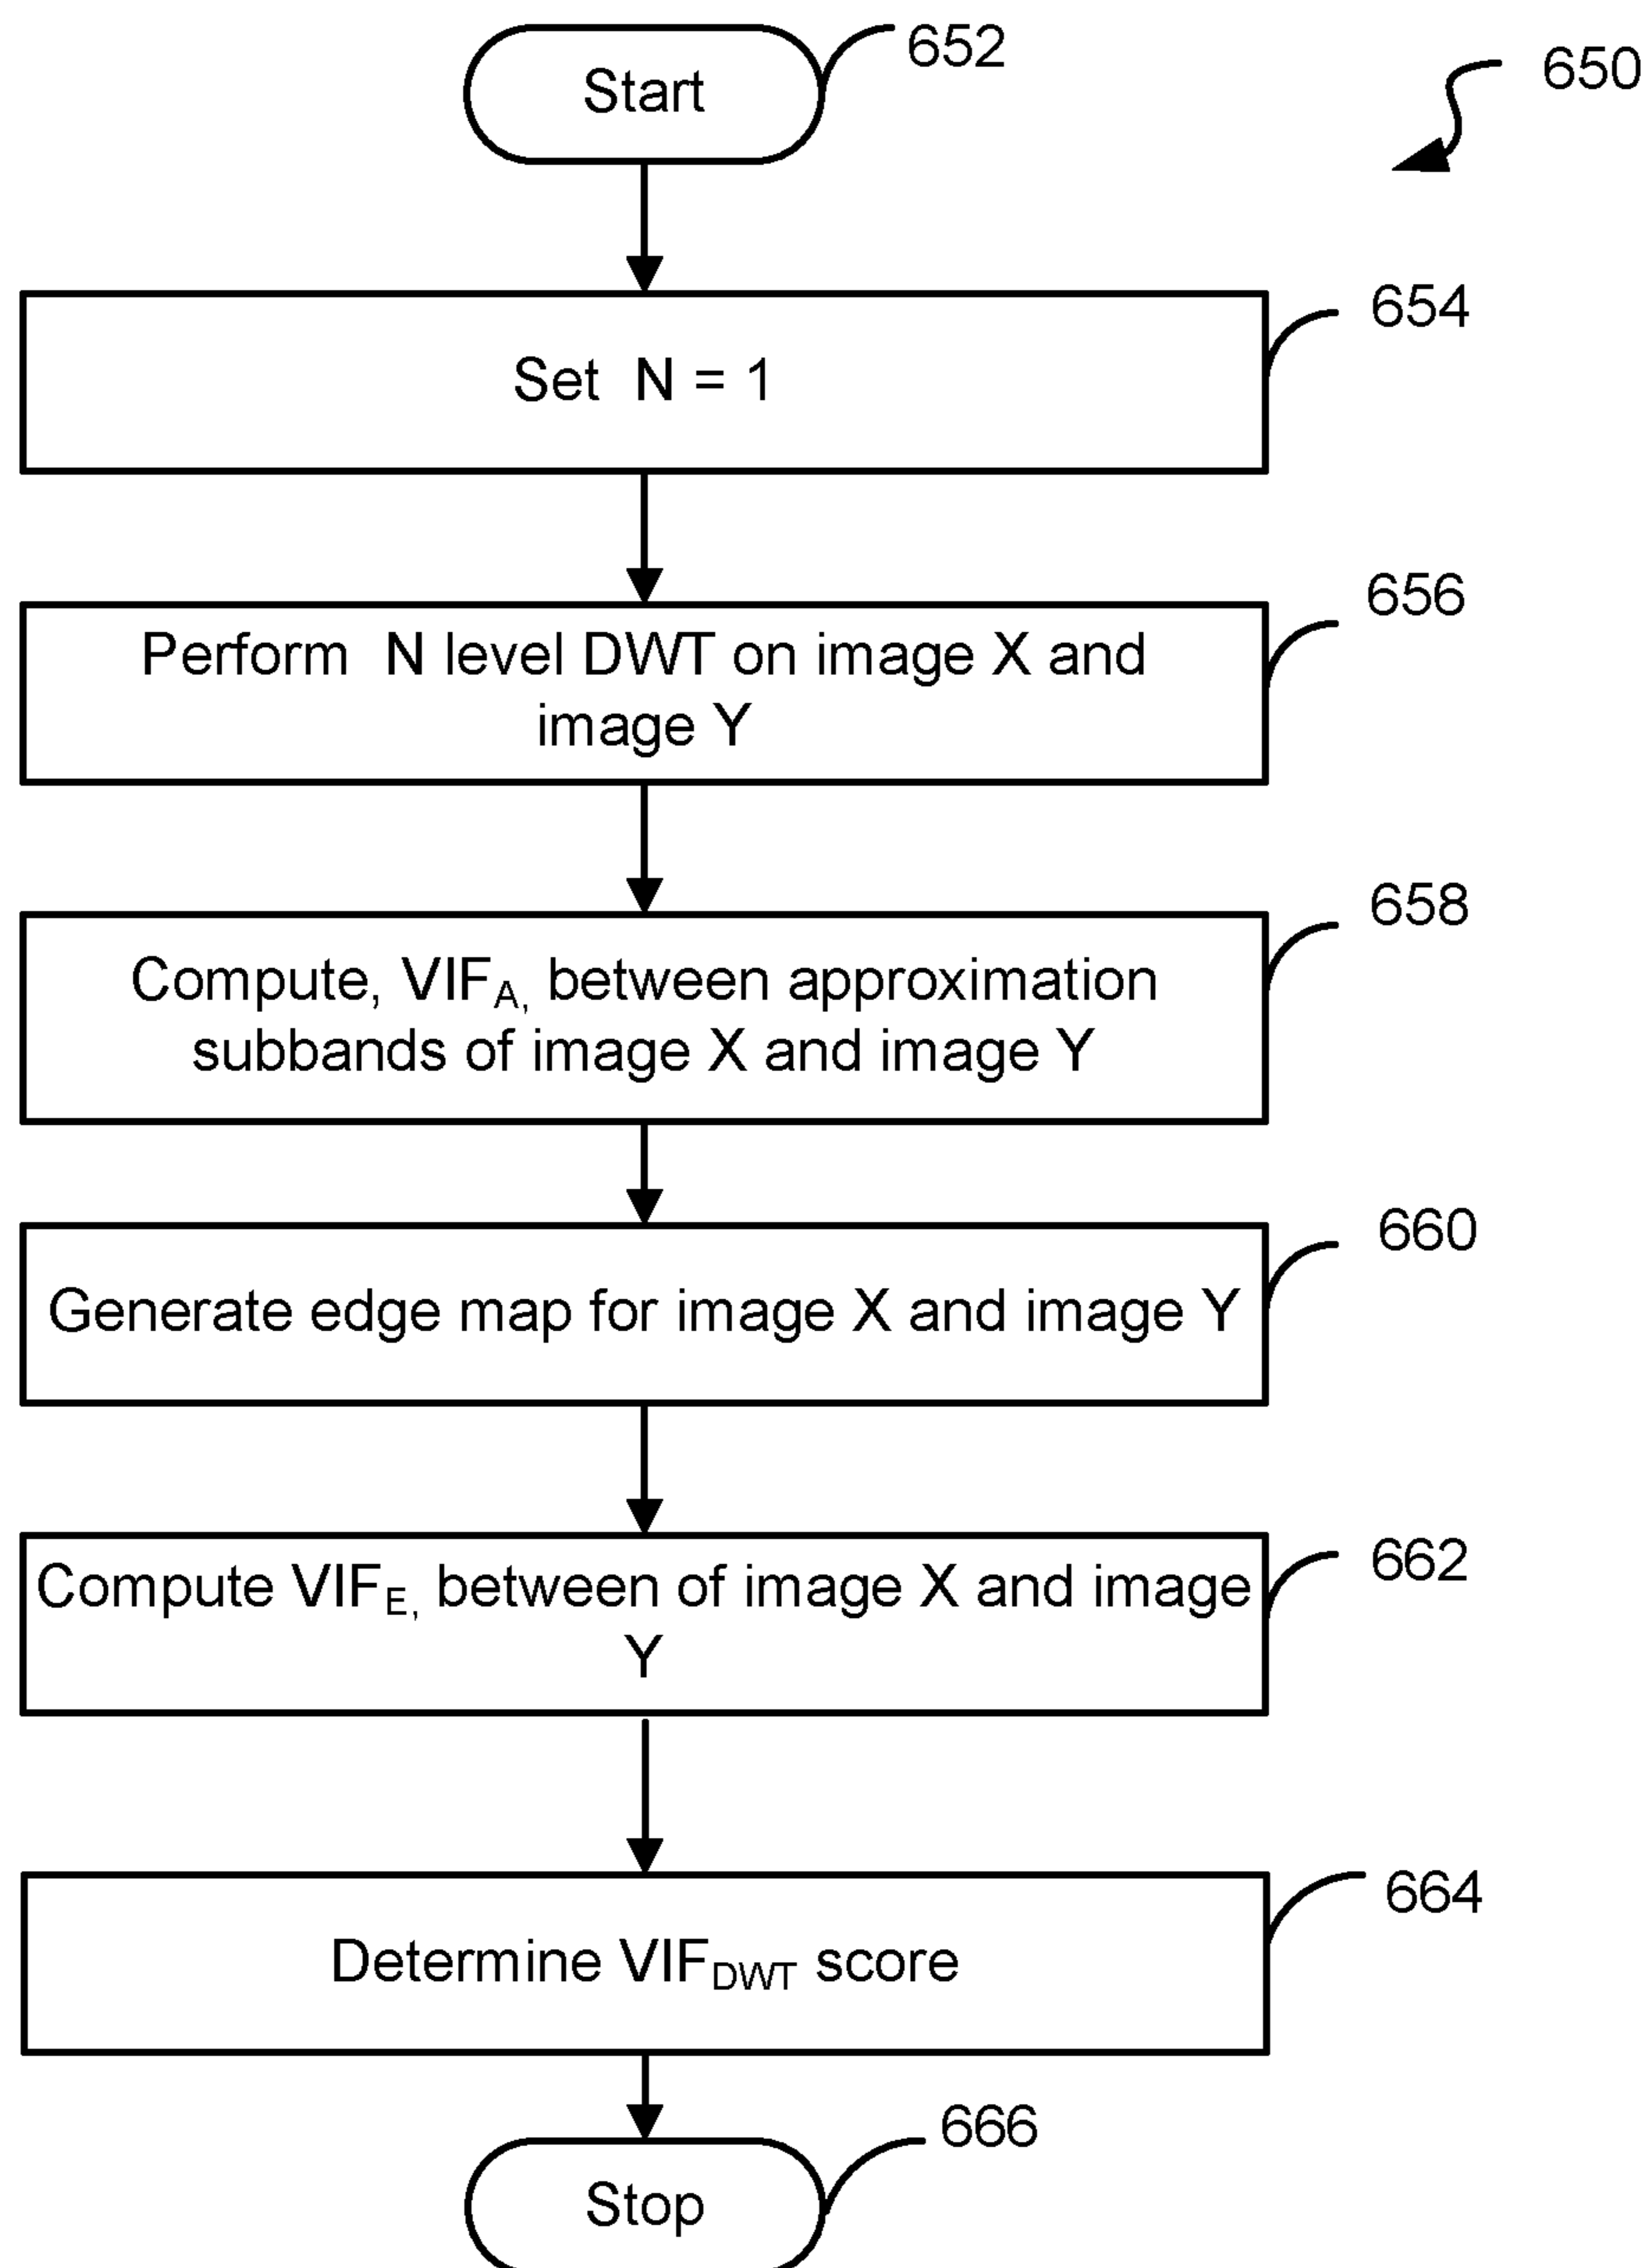 652
Start
650
654
Set N = 1
656
Perform N level DWT on image X and
image Y
658
Compute, VIFA, between approximation
subbands of image X and image Y
660
Generate edge map for image X and image Y
662
Compute VIFE, between of image X and image
Y
664
Determine VIFDWT score
666
Stop